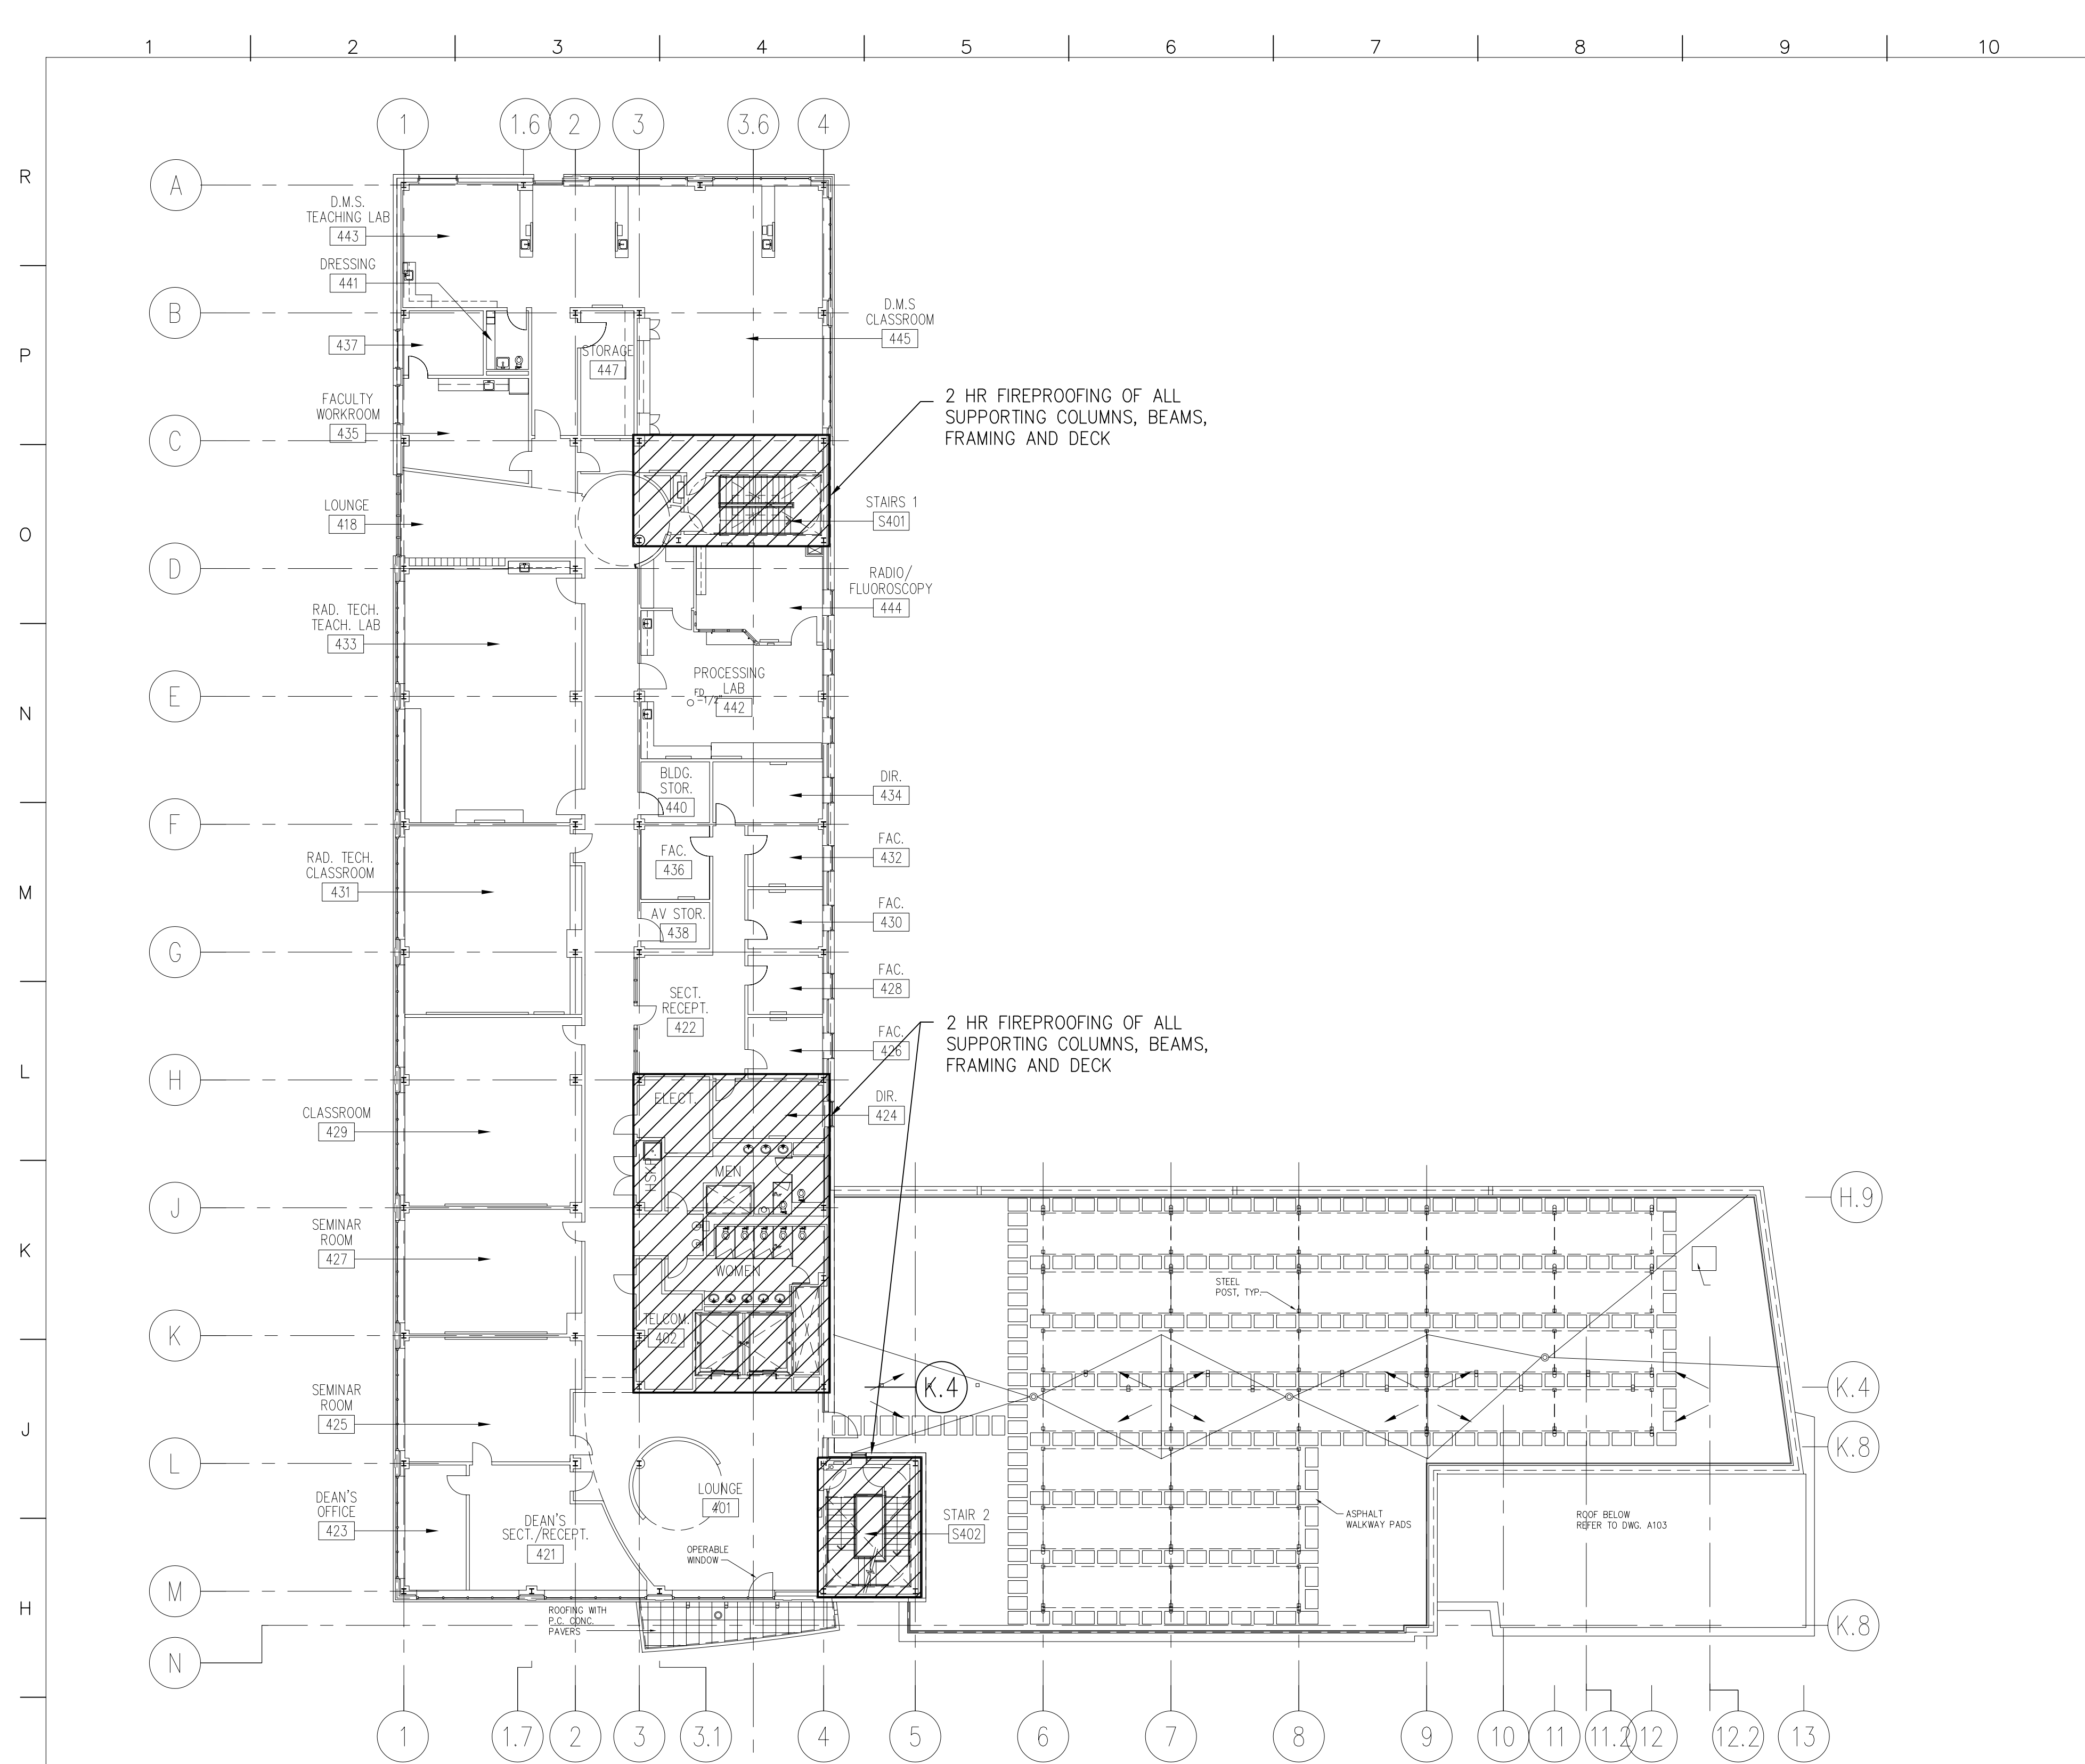 1 2 3 4 5 6 7 8 9 10
1 1.6 2 3 3.6 4
R
A
D.M.S.
TEACHING LAB
443
DRESSING
441
B
D.M.S
CLASSROOM
445
P
437
STORAGE
447
2 HR FIREPROOFING OF ALL
SUPPORTING COLUMNS, BEAMS,
FRAMING AND DECK
FACULTY
WORKROOM
435
C
LOUNGE
418
STAIRS 1
S401
O
D
RADIO/
FLUOROSCOPY
444
RAD. TECH.
TEACH. LAB
433
E
PROCESSING
LAB
442
FD
-1/2"
N
BLDG.
STOR.
440
DIR.
434
F
FAC.
436
FAC.
432
RAD. TECH.
CLASSROOM
431
M
AV STOR.
438
FAC.
430
G
FAC.
428
SECT.
RECEPT.
422
2 HR FIREPROOFING OF ALL
SUPPORTING COLUMNS, BEAMS,
FRAMING AND DECK
FAC.
426
L
H
ELECT.
DIR.
424
CLASSROOM
429
MEN
HSKP.
J
H.9
SEMINAR
ROOM
427
K
WOMEN
STEEL
POST, TYP.
TELCOM.
402
K
K.4
K.4
SEMINAR
ROOM
425
J
K.8
L
LOUNGE
401
DEAN'S
OFFICE
423
DEAN'S
SECT./RECEPT.
421
STAIR 2
S402
ASPHALT
WALKWAY PADS
ROOF BELOW
REFER TO DWG. A103
OPERABLE
WINDOW
M
H
ROOFING WITH
P.C. CONC.
PAVERS
K.8
N
1 1.7 2 3 3.1 4 5 6 7 8 9 10 11 11.2 12 12.2 13